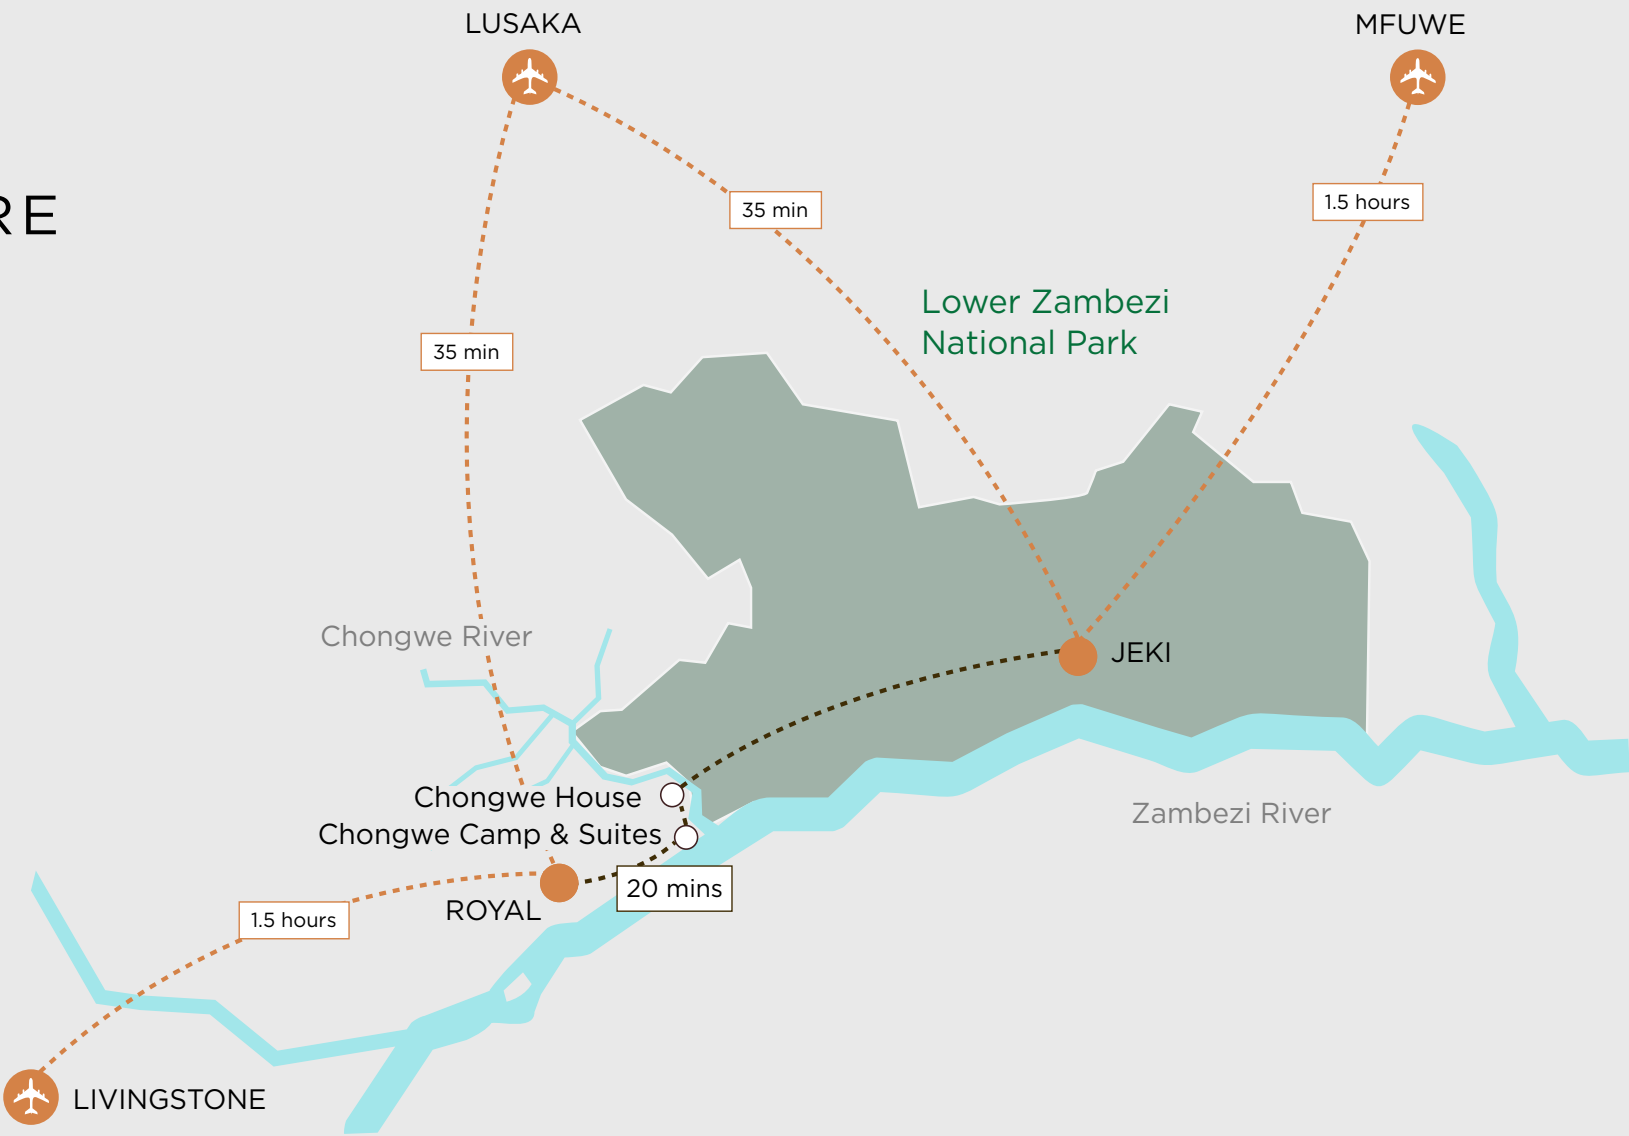 LUSAKA
MFUWE
RE
35 min
1.5 hours
Lower Zambezi
National Park
35 min
Chongwe River
JEKI
Chongwe House
Chongwe Camp & Suites
Zambezi River
20 mins
ROYAL
1.5 hours
LIVINGSTONE